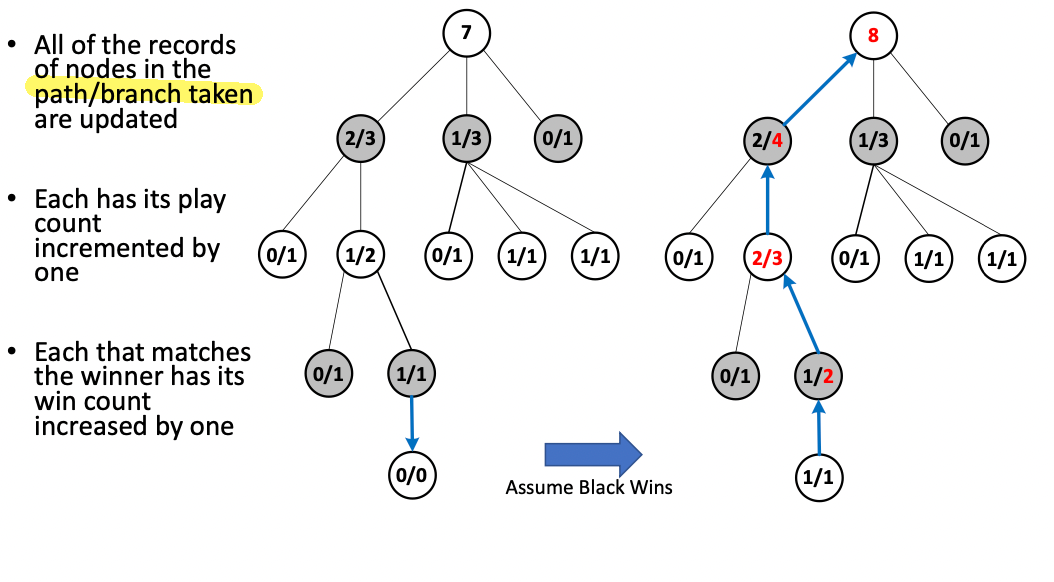 • All of the records
of nodes in the
path/branch taken
are updated
• Each has its play
count
incremented by
one
• Each that matches
the winner has its
win count
increased by one
7
2/3 1/3 0/1
0/1 1/2 0/1 1/1 1/1
0/1 1/1
0/0
Assume Black Wins
8
2/4 1/3 0/1
0/1 2/3 0/1 1/1 1/1
0/1 1/2
1/1